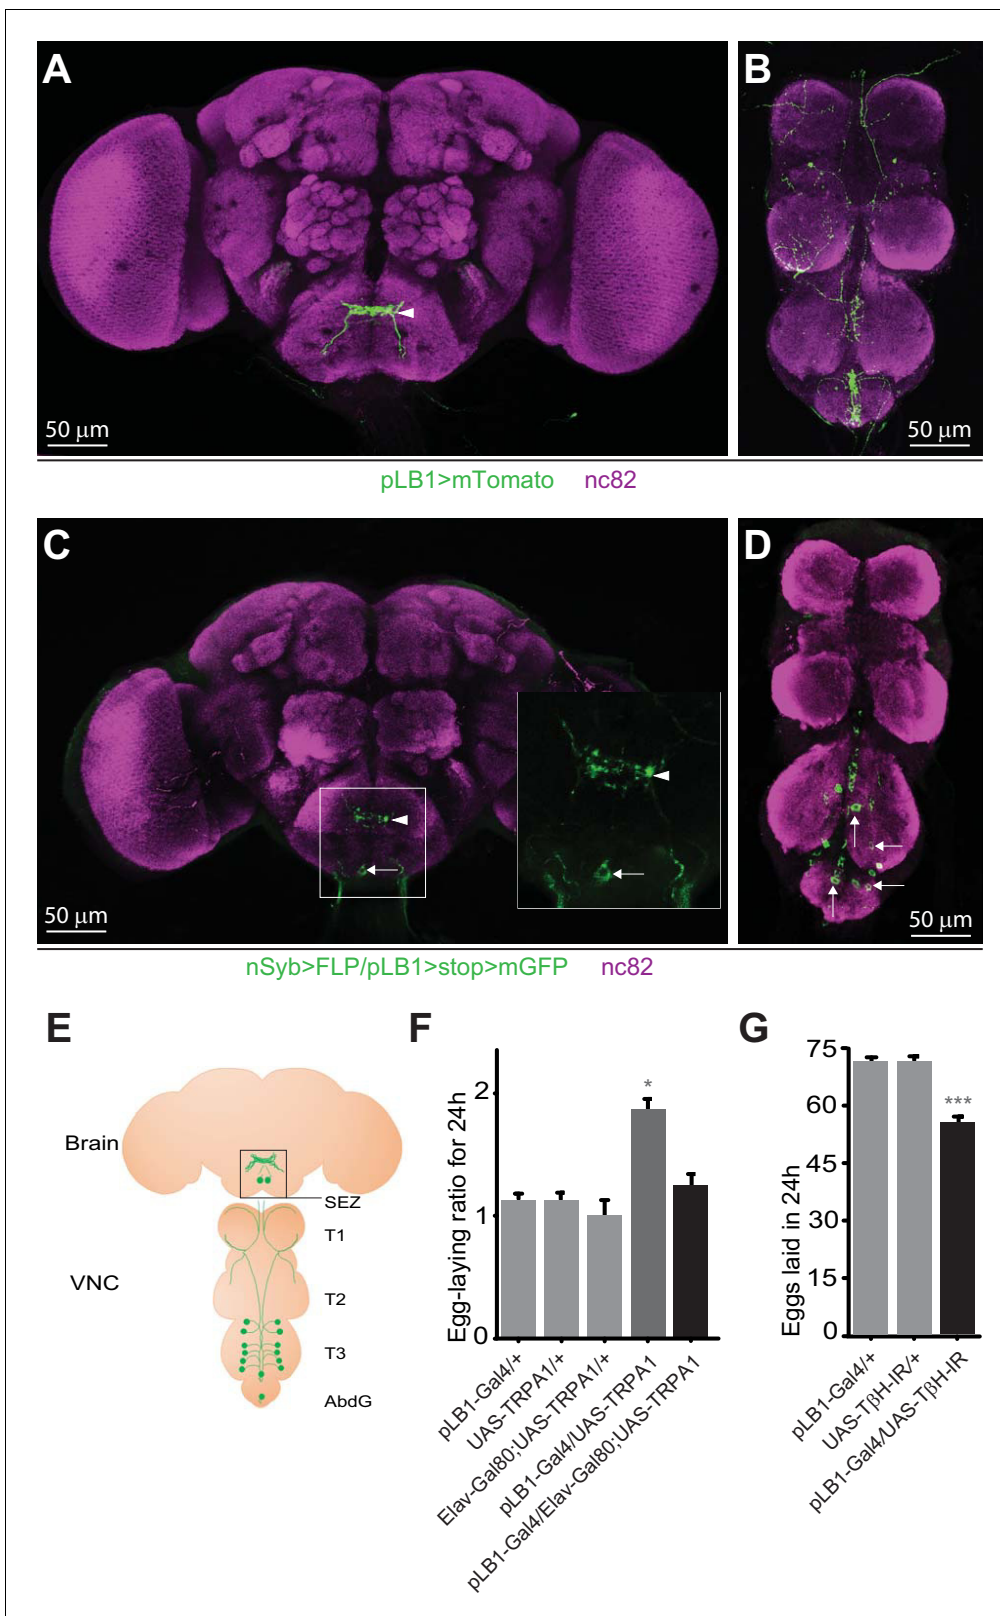 A
B
50 µm
50 µm
pLB1>mTomato nc82
C
D
50 µm
50 µm
nSyb>FLP/pLB1>stop>mGFP nc82
E
F
G
Brain
SEZ
T1
VNC
T2
T3
AbdG
Egg-laying ratio for 24h
2
1
0
*
pLB1-Gal4/+
UAS-TRPA1/+
Elav-Gal80;UAS-TRPA1/+
pLB1-Gal4/UAS-TRPA1
pLB1-Gal4/Elav-Gal80;UAS-TRPA1
Eggs laid in 24h
75
60
45
30
15
0
***
pLB1-Gal4/+
UAS-TβH-IR/+
pLB1-Gal4/UAS-TβH-IR